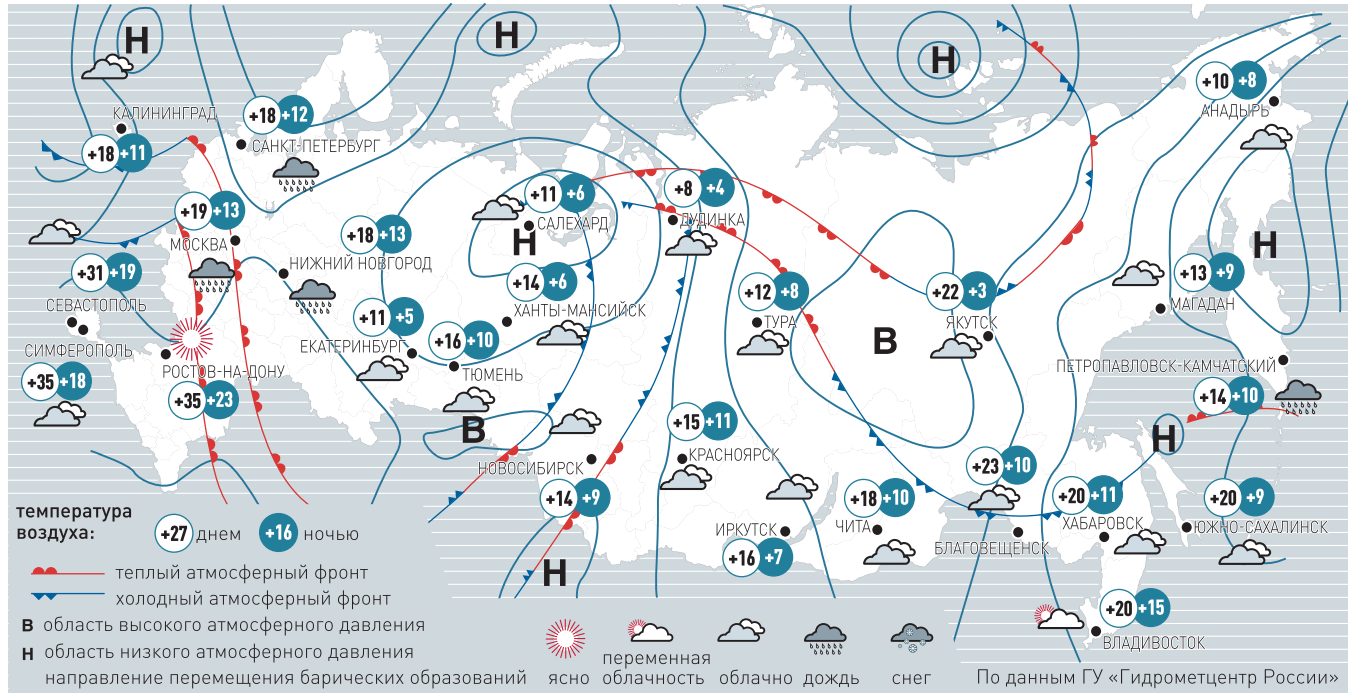 Н
Н
Н
+10 +8
АНАДЫРЬ
КАЛИНИНГРАД
+18 +11
+18 +12
САНКТ-ПЕТЕРБУРГ
+19 +13
МОСКВА
+18 +13
НИЖНИЙ НОВГОРОД
+11 +6
САЛЕХАРД
Н
+8 +4
ДУДИНКА
Н
+31 +19
СЕВАСТОПОЛЬ
СИМФЕРОПОЛЬ
+35 +18
РОСТОВ-НА-ДОНУ
+35 +23
+14 +6
ХАНТЫ-МАНСИЙСК
+11 +5
ЕКАТЕРИНБУРГ
+16 +10
ТЮМЕНЬ
+12 +8
ТУРА
+22 +3
ЯКУТСК
В
+13 +9
МАГАДАН
ПЕТРОПАВЛОВСК-КАМЧАТСКИЙ
+14 +10
В
НОВОСИБИРСК
+14 +9
+15 +11
КРАСНОЯРСК
Н
+23 +10
БЛАГОВЕЩЕНСК
+20 +11
ХАБАРОВСК
+20 +9
ЮЖНО-САХАЛИНСК
+18 +10
ЧИТА
ИРКУТСК
+16 +7
Н
+20 +15
ВЛАДИВОСТОК
температура
воздуха:
+27 днем +16 ночью
теплый атмосферный фронт
холодный атмосферный фронт
В область высокого атмосферного давления
Н область низкого атмосферного давления
направление перемещения барических образований
ясно
переменная
облачность
облачно
дождь
снег
По данным ГУ «Гидрометцентр России»